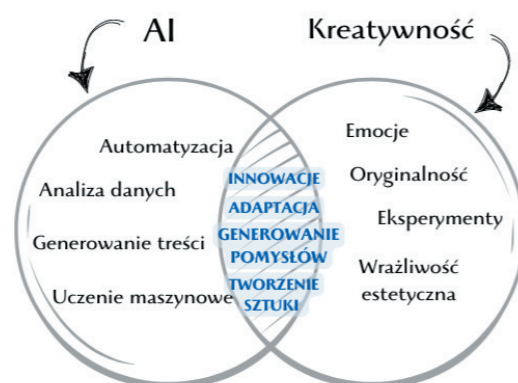 AI
Kreatywność
Automatyzacja
Analiza danych
Generowanie treści
Uczenie maszynowe
INNOWACJE
ADAPTACJA
GENEROWANIE
POMYSŁÓW
TWORZENIE
SZTUKI
Emocje
Oryginalność
Eksperymenty
Wrażliwość
estetyczna